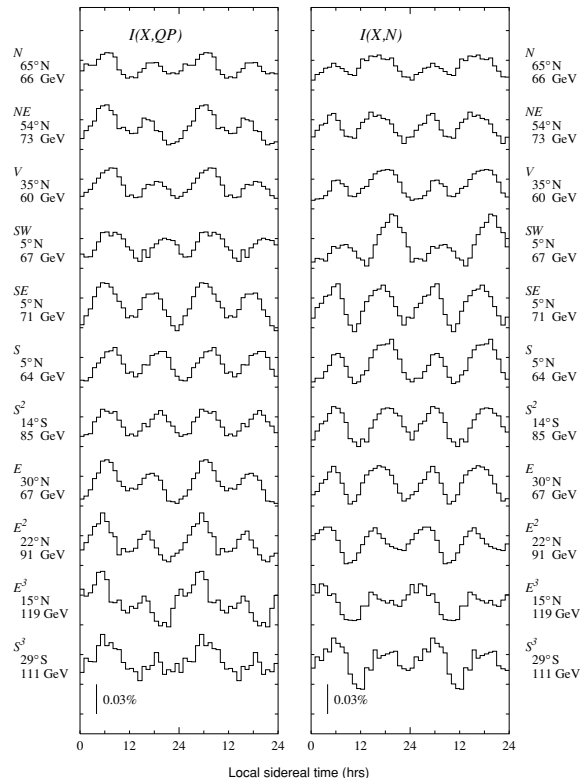 I(X,QP) I(X,N)
N N
65°N 65°N
66 GeV 66 GeV
NE NE
54°N 54°N
73 GeV 73 GeV
V V
35°N 35°N
60 GeV 60 GeV
SW SW
5°N 5°N
67 GeV 67 GeV
SE SE
5°N 5°N
71 GeV 71 GeV
S S
5°N 5°N
64 GeV 64 GeV
S² S²
14°S 14°S
85 GeV 85 GeV
E E
30°N 30°N
67 GeV 67 GeV
E² E²
22°N 22°N
91 GeV 91 GeV
E³ E³
15°N 15°N
119 GeV 119 GeV
S³ S³
29°S 29°S
111 GeV 111 GeV
0.03% 0.03%
0 12 24 12 24 0 12 24 12 24
Local sidereal time (hrs)